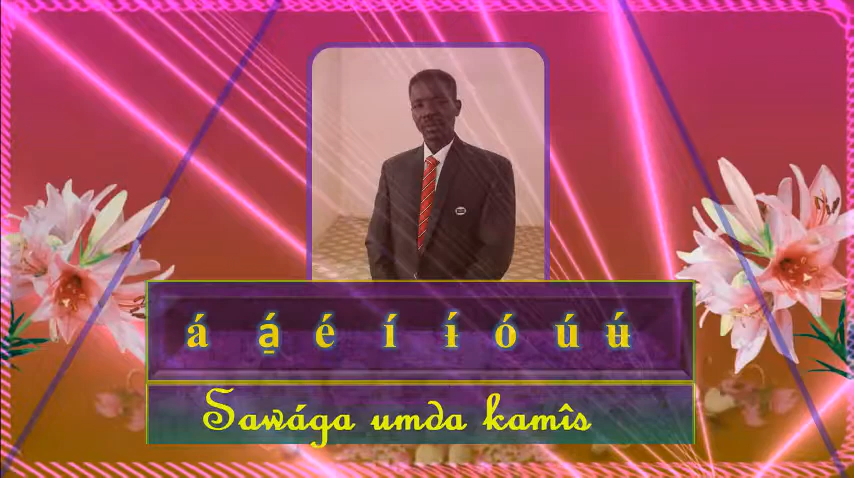 á á̱ é í ɨ́ ó ú ʉ́
Sawága umda kamîs